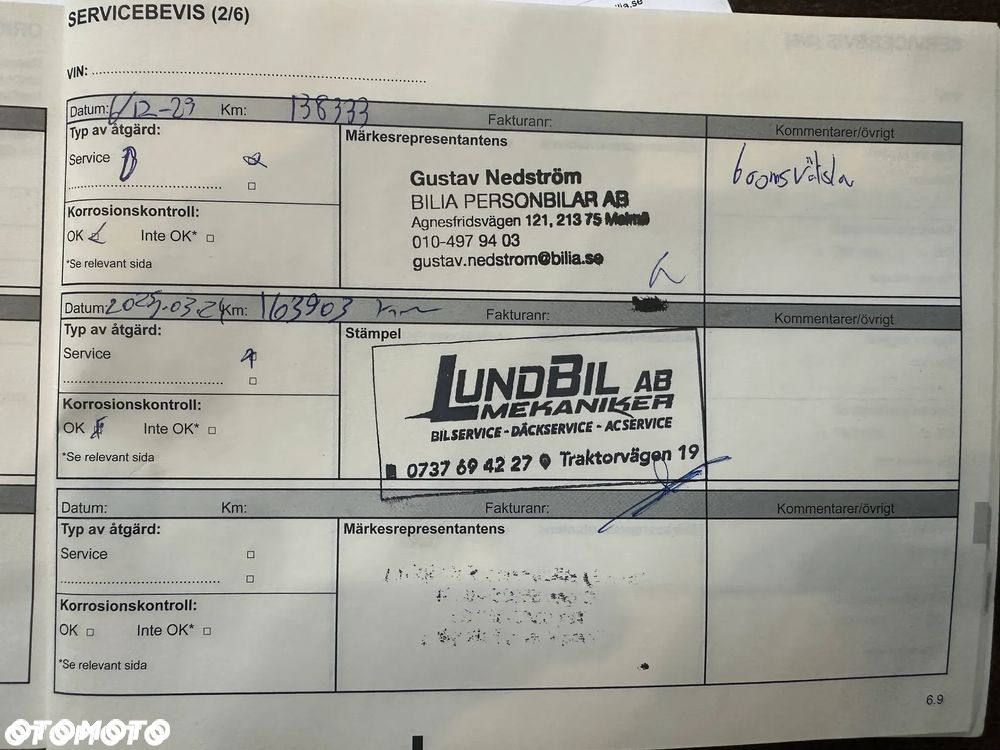 SERVICEBEVIS (2/6)
VIN:
Datum: 6/12-23 Km: 138333 Fakturanr: Kommentarer/övrigt
Typ av åtgärd:
Service
Korrosionskontroll:
OK Inte OK*
*Se relevant sida
Märkesrepresentantens
Gustav Nedström
BILIA PERSONBILAR AB
Agnesfridsvägen 121, 213 75 Malmö
010-497 94 03
gustav.nedstrom@bilia.se
Datum: 2025-03-24 Km: 163903 km Fakturanr: Kommentarer/övrigt
Typ av åtgärd:
Service
Korrosionskontroll:
OK Inte OK*
*Se relevant sida
Stämpel
LUNDBIL AB
MEKANIKER
BILSERVICE - DÄCKSERVICE - AC SERVICE
0737 69 42 27 Traktorvägen 19
Datum: Km: Fakturanr: Kommentarer/övrigt
Typ av åtgärd:
Service
Korrosionskontroll:
OK Inte OK*
*Se relevant sida
Märkesrepresentantens
6.9
OTOMOTO